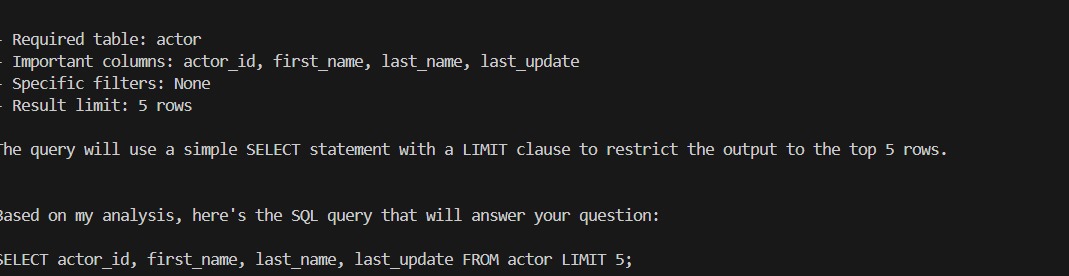 - Required table: actor
- Important columns: actor_id, first_name, last_name, last_update
- Specific filters: None
- Result limit: 5 rows
The query will use a simple SELECT statement with a LIMIT clause to restrict the output to the top 5 rows.
Based on my analysis, here's the SQL query that will answer your question:
SELECT actor_id, first_name, last_name, last_update FROM actor LIMIT 5;